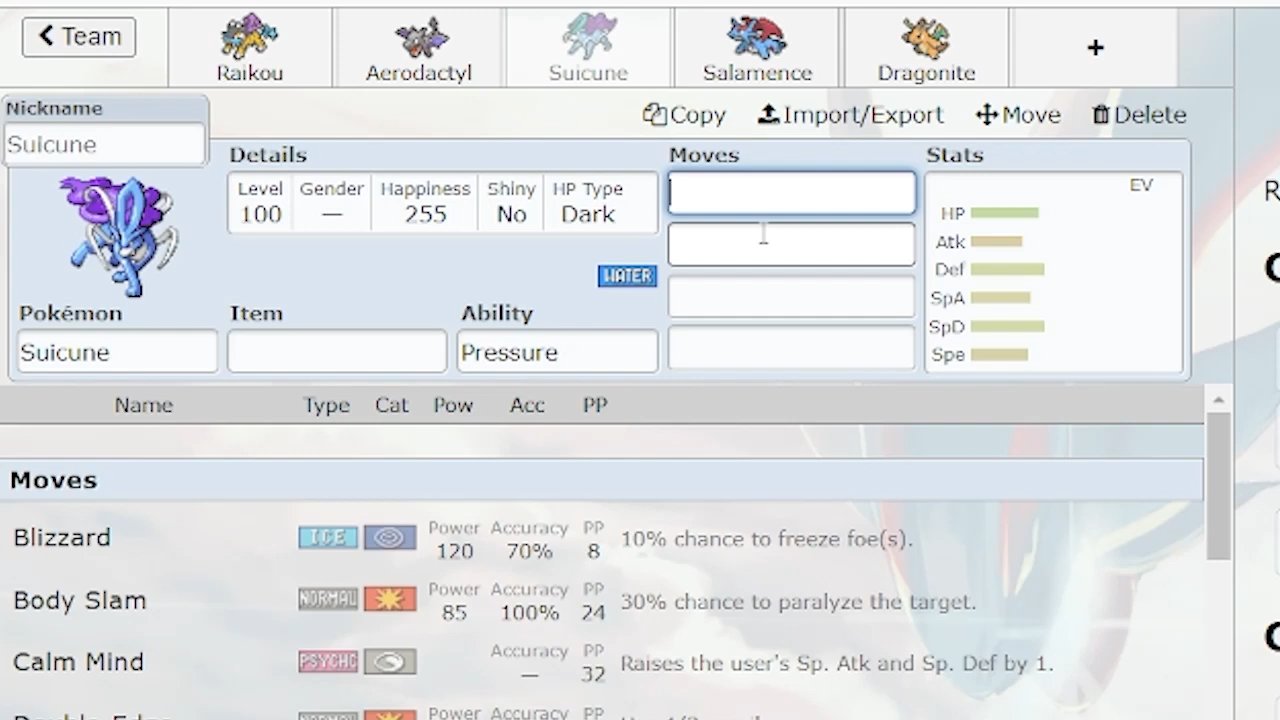 Team
Raikou
Aerodactyl
Suicune
Salamence
Dragonite
+
Nickname
Suicune
Copy
Import/Export
Move
Delete
Details
Moves
Stats
Level
Gender
Happiness
Shiny
HP Type
100
—
255
No
Dark
EV
HP
Atk
Def
SpA
SpD
Spe
WATER
Pokémon
Item
Ability
Suicune
Pressure
Name Type Cat Pow Acc PP
Moves
Blizzard ICE Power 120 Accuracy 70% PP 8 10% chance to freeze foe(s).
Body Slam NORMAL Power 85 Accuracy 100% PP 24 30% chance to paralyze the target.
Calm Mind PSYCHC Accuracy — PP 32 Raises the user's Sp. Atk and Sp. Def by 1.
Power Accuracy PP